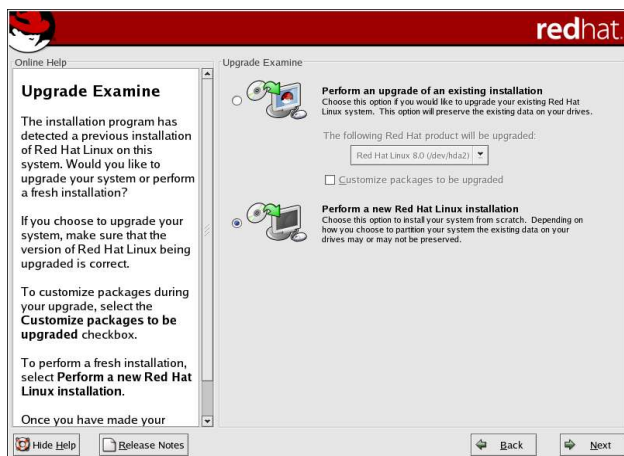 redhat.
Online Help
Upgrade Examine
The installation program has
detected a previous installation
of Red Hat Linux on this
system. Would you like to
upgrade your system or perform
a fresh installation?
If you choose to upgrade your
system, make sure that the
version of Red Hat Linux being
upgraded is correct.
To customize packages during
your upgrade, select the
Customize packages to be
upgraded checkbox.
To perform a fresh installation,
select Perform a new Red Hat
Linux installation.
Once you have made your
Upgrade Examine
Perform an upgrade of an existing installation
Choose this option if you would like to upgrade your existing Red Hat
Linux system. This option will preserve the existing data on your drives.
The following Red Hat product will be upgraded:
Red Hat Linux 8.0 (/dev/hda2)
Customize packages to be upgraded
Perform a new Red Hat Linux installation
Choose this option to install your system from scratch. Depending on
how you choose to partition your system the existing data on your
drives may or may not be preserved.
Hide Help
Release Notes
Back
Next